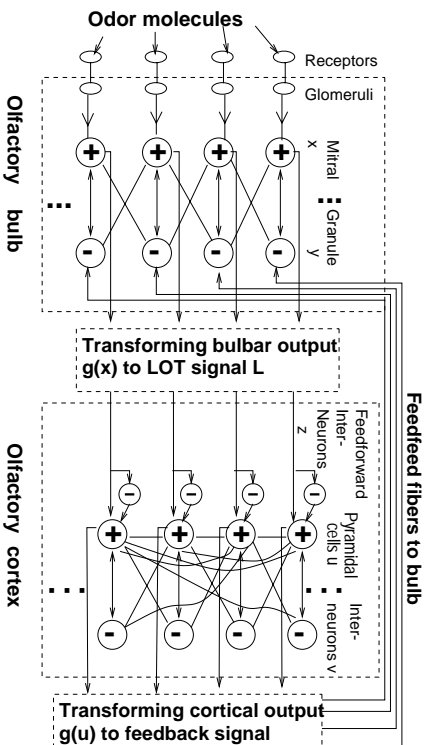 Odor molecules
Receptors
Glomeruli
Mitral
x
...
Granule
y
...
Olfactory bulb
Transforming bulbar output
g(x) to LOT signal L
Feedforward
Inter-
Neurons
z
Pyramidal
cells u
...
Inter-
neurons v
...
Olfactory cortex
Feedfeed fibers to bulb
Transforming cortical output
g(u) to feedback signal